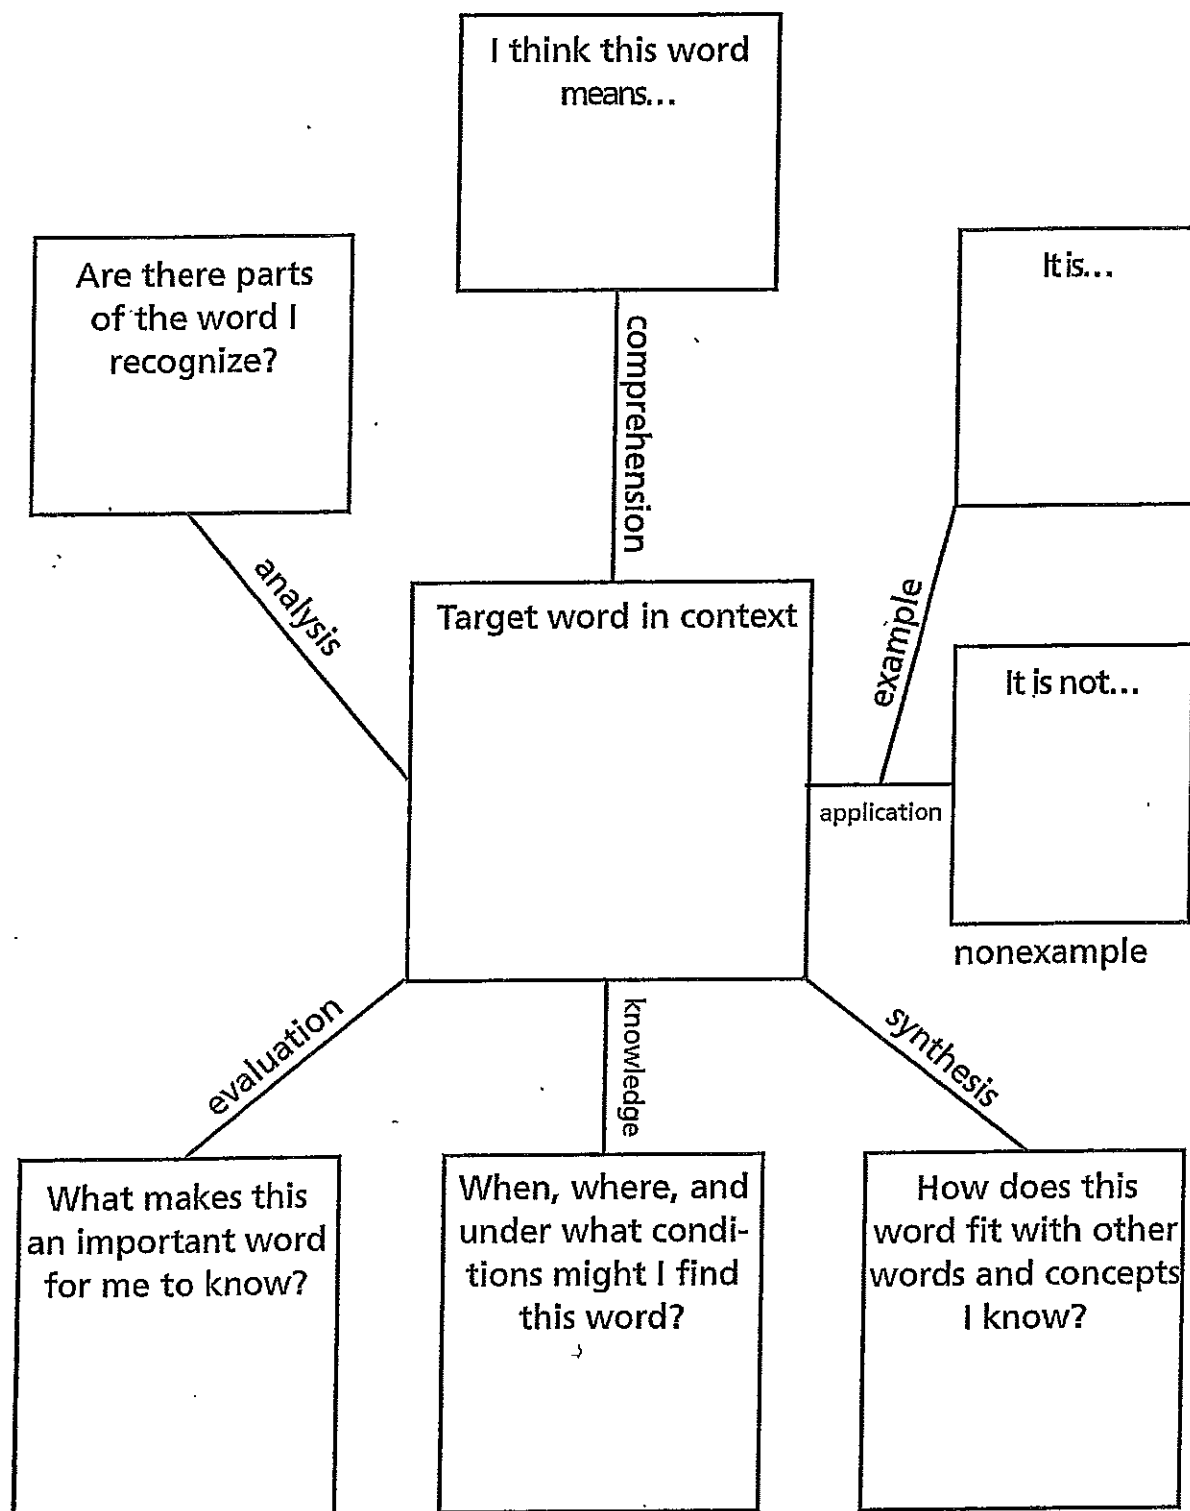 I think this word
means...
Are there parts
of the word I
recognize?
It is...
comprehension
analysis
example
Target word in context
It is not...
application
nonexample
evaluation
knowledge
synthesis
What makes this
an important word
for me to know?
When, where, and
under what condi-
tions might I find
this word?
How does this
word fit with other
words and concepts
I know?